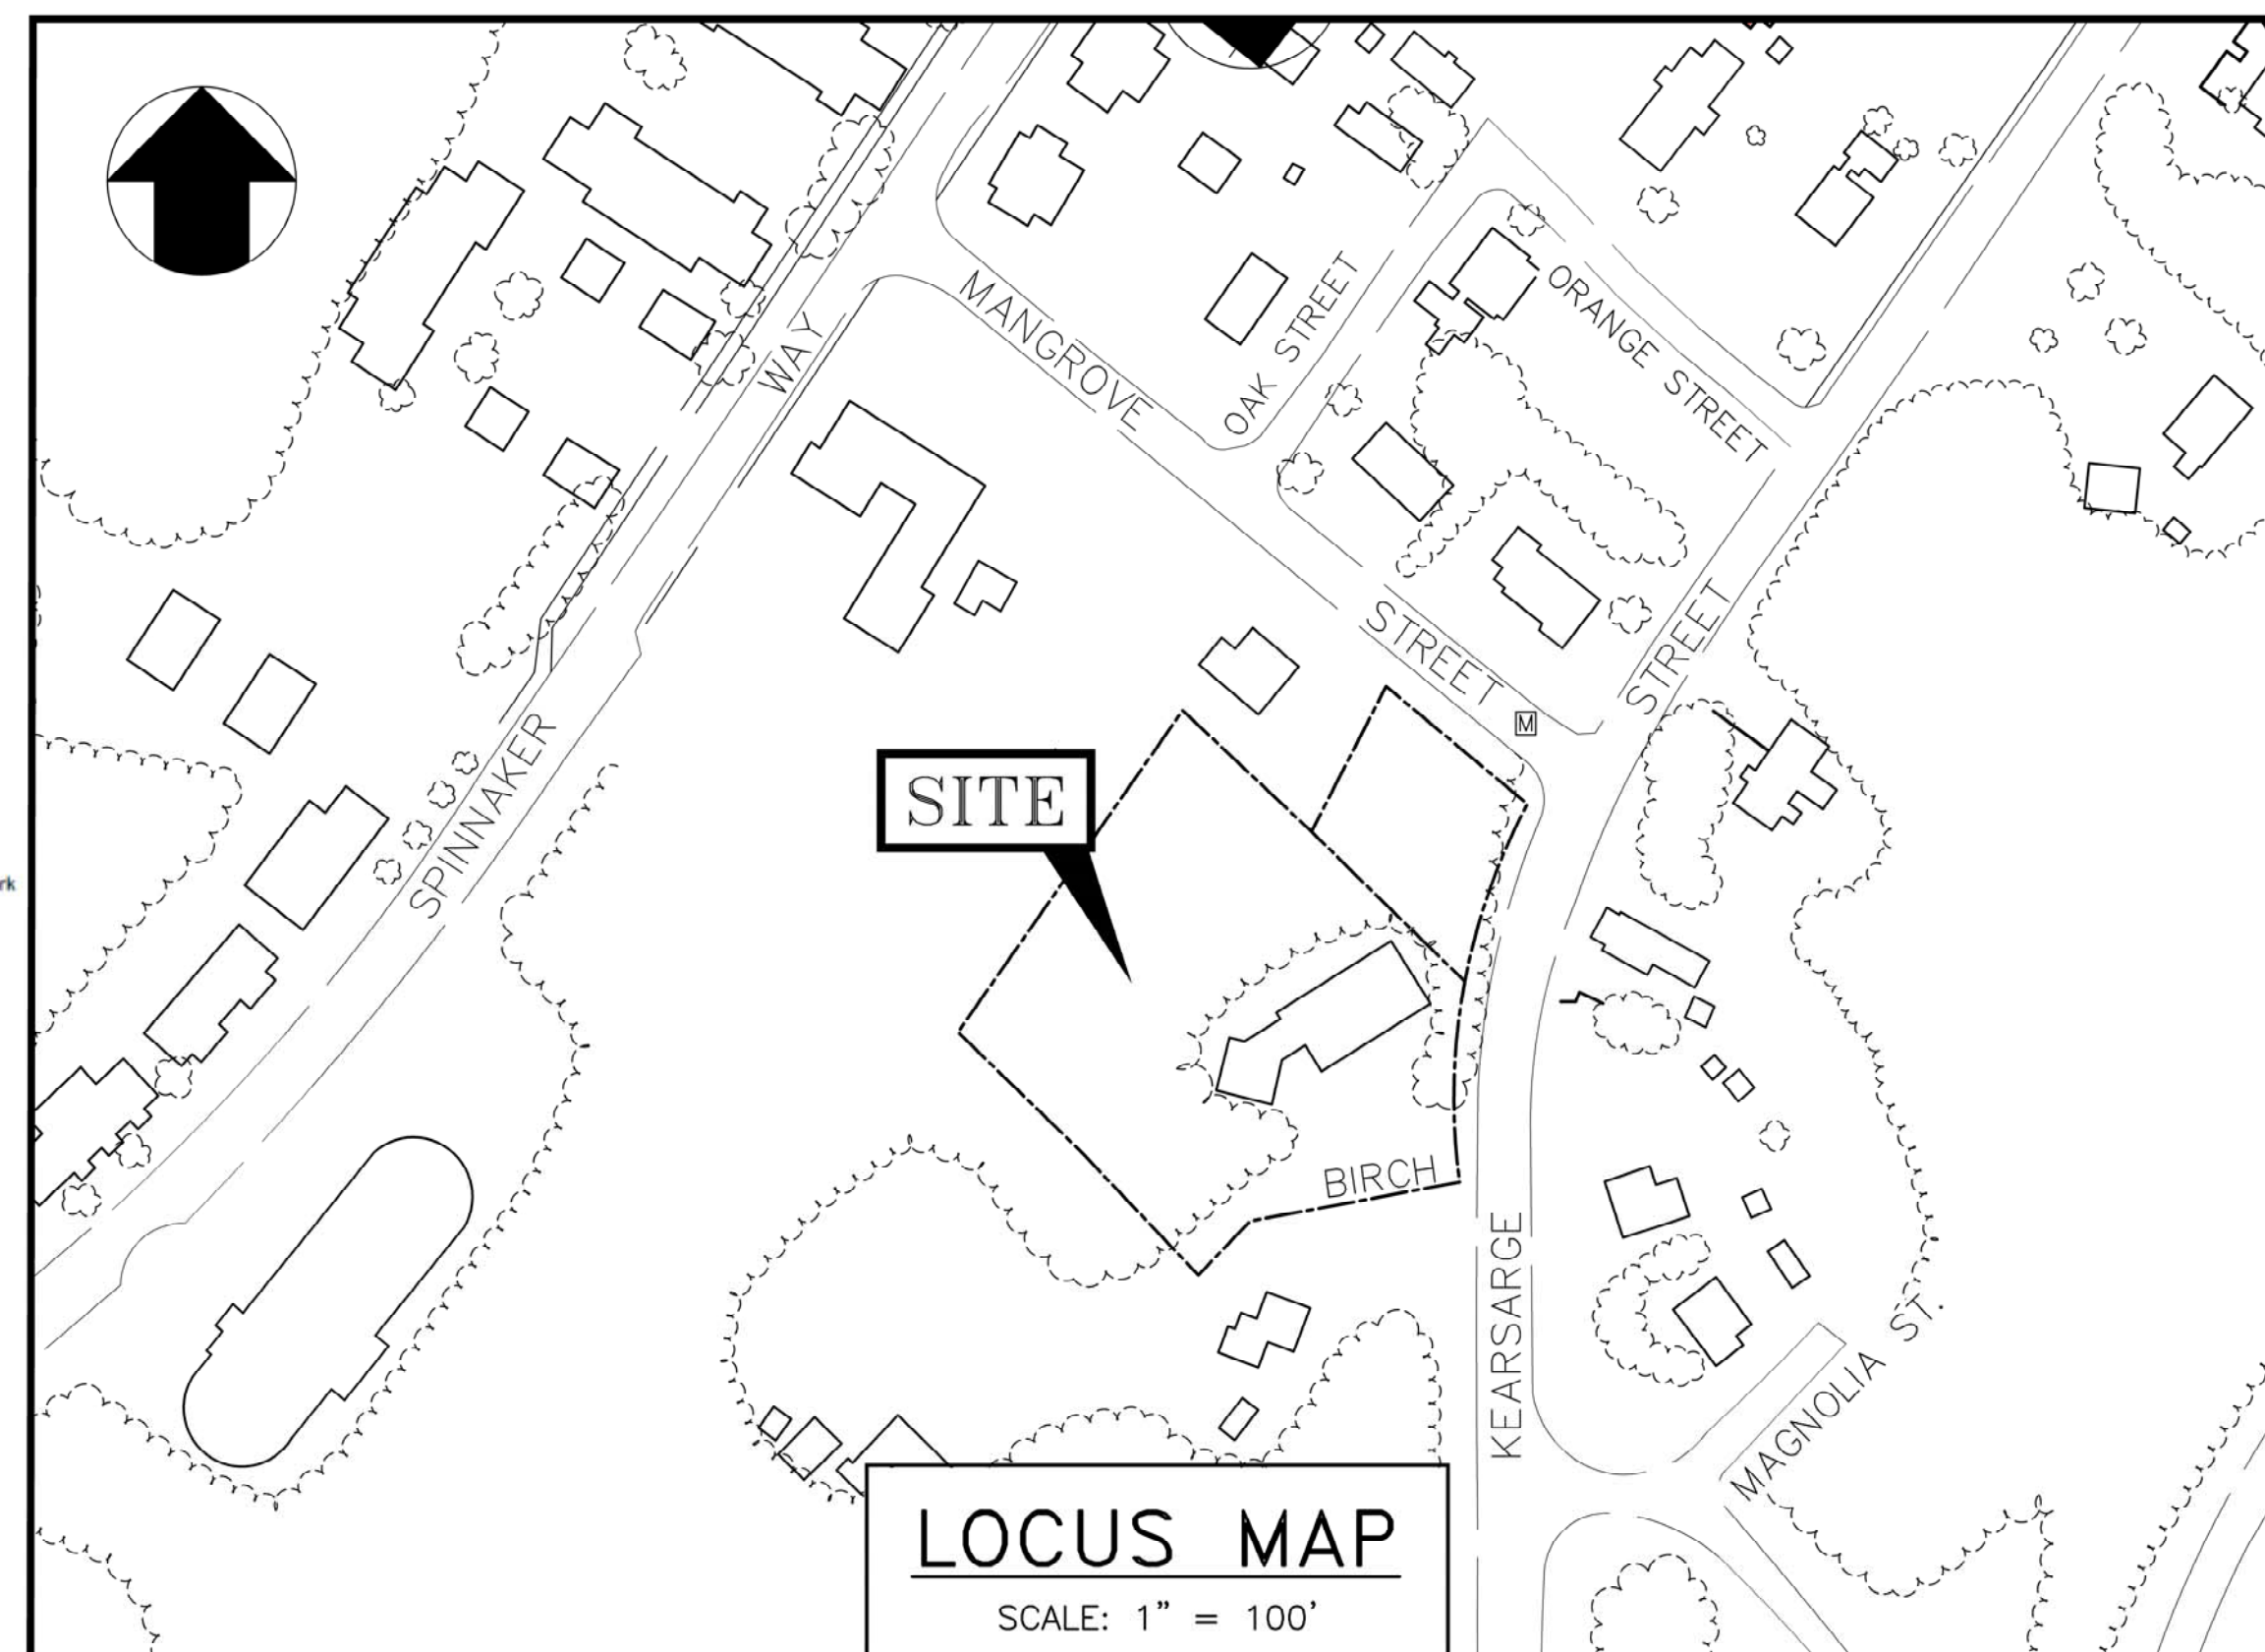 WAY
MANGROVE
OAK STREET
ORANGE STREET
STREET
STREET
M
SPINNAKER
SITE
rk
BIRCH
KEARSARGE
MAGNOLIA ST.
LOCUS MAP
SCALE: 1" = 100'